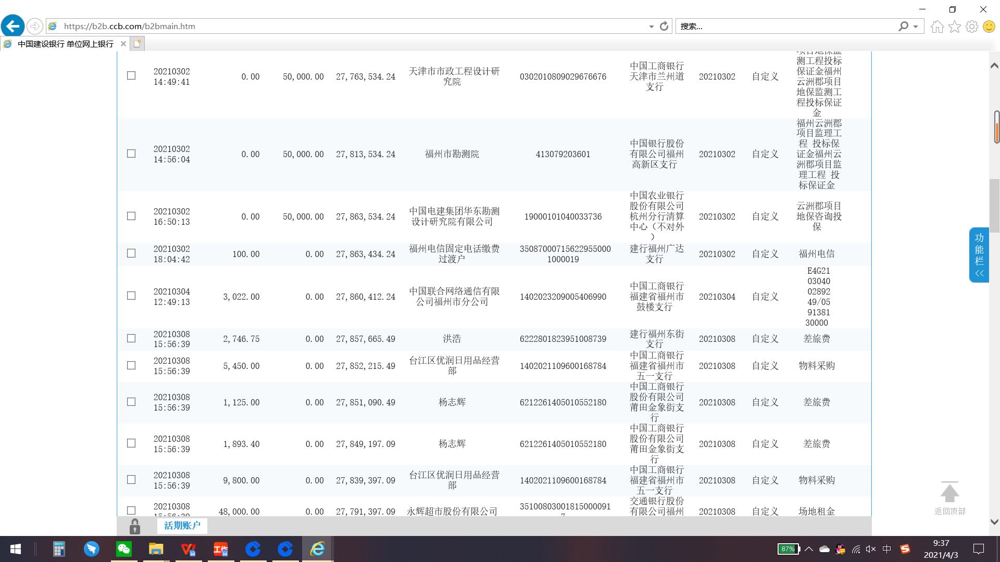 https://b2b.ccb.com/b2bmain.htm
搜索...
中国建设银行 单位网上银行
20210302
14:49:41
0.00
50,000.00
27,763,534.24
天津市市政工程设计研
究院
0302010809029676676
中国工商银行
天津市兰州道
支行
20210302
自定义
测工程投标
保证金福州
云洲郡项目
地保监测工
程投标保证
金
20210302
14:56:04
0.00
50,000.00
27,813,534.24
福州市勘测院
413079203601
中国银行股份
有限公司福州
高新区支行
20210302
自定义
福州云洲郡
项目监理工
程 投标保
证金福州云
洲郡项目监
理工程 投
标保证金
20210302
16:50:13
0.00
50,000.00
27,863,534.24
中国电建集团华东勘测
设计研究院有限公司
19000101040033736
中国农业银行
股份有限公司
杭州分行清算
中心（不对外
）
20210302
自定义
云洲郡项目
地保咨询投
保
20210302
18:04:42
100.00
0.00
27,863,434.24
福州电信固定电话缴费
过渡户
35087000715622955000
1000019
建行福州广达
支行
20210302
自定义
福州电信
20210304
12:49:13
3,022.00
0.00
27,860,412.24
中国联合网络通信有限
公司福州市分公司
1402023209005406990
中国工商银行
福建省福州市
鼓楼支行
20210304
自定义
E4G21
03040
02892
49/05
91381
30000
20210308
15:56:39
2,746.75
0.00
27,857,665.49
洪浩
6222801823951008739
建行福州东街
支行
20210308
自定义
差旅费
20210308
15:56:39
5,450.00
0.00
27,852,215.49
台江区优润日用品经营
部
1402021109600168784
中国工商银行
福建省福州市
五一支行
20210308
自定义
物料采购
20210308
15:56:39
1,125.00
0.00
27,851,090.49
杨志辉
6212261405010552180
中国工商银行
股份有限公司
莆田金象街支
行
20210308
自定义
差旅费
20210308
15:56:39
1,893.40
0.00
27,849,197.09
杨志辉
6212261405010552180
中国工商银行
股份有限公司
莆田金象街支
行
20210308
自定义
差旅费
20210308
15:56:39
9,800.00
0.00
27,839,397.09
台江区优润日用品经营
部
1402021109600168784
中国工商银行
福建省福州市
五一支行
20210308
自定义
物料采购
20210308
48,000.00
0.00
27,791,397.09
永辉超市股份有限公司
35100803001815000091
交通银行股份
有限公司福州
20210308
自定义
场地租金
功
能
栏
返回顶部
活期账户
工作
87%
中
9:37
2021/4/3